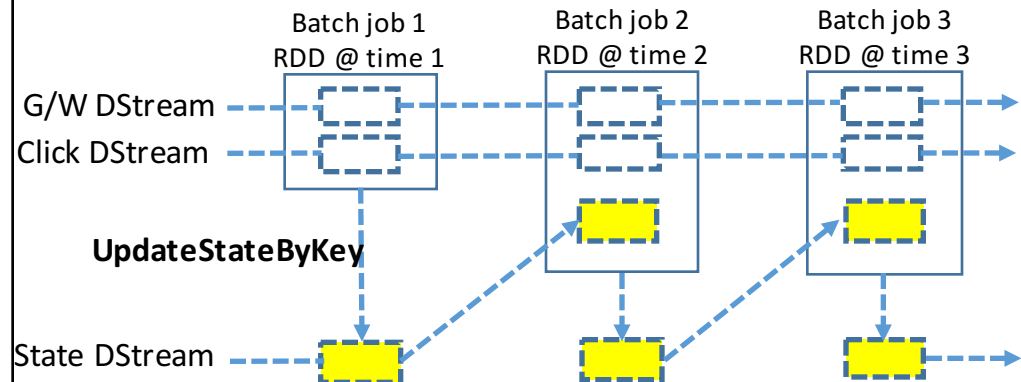 Batch job 1
RDD @ time 1
Batch job 2
RDD @ time 2
Batch job 3
RDD @ time 3
G/W DStream
Click DStream
UpdateStateByKey
State DStream